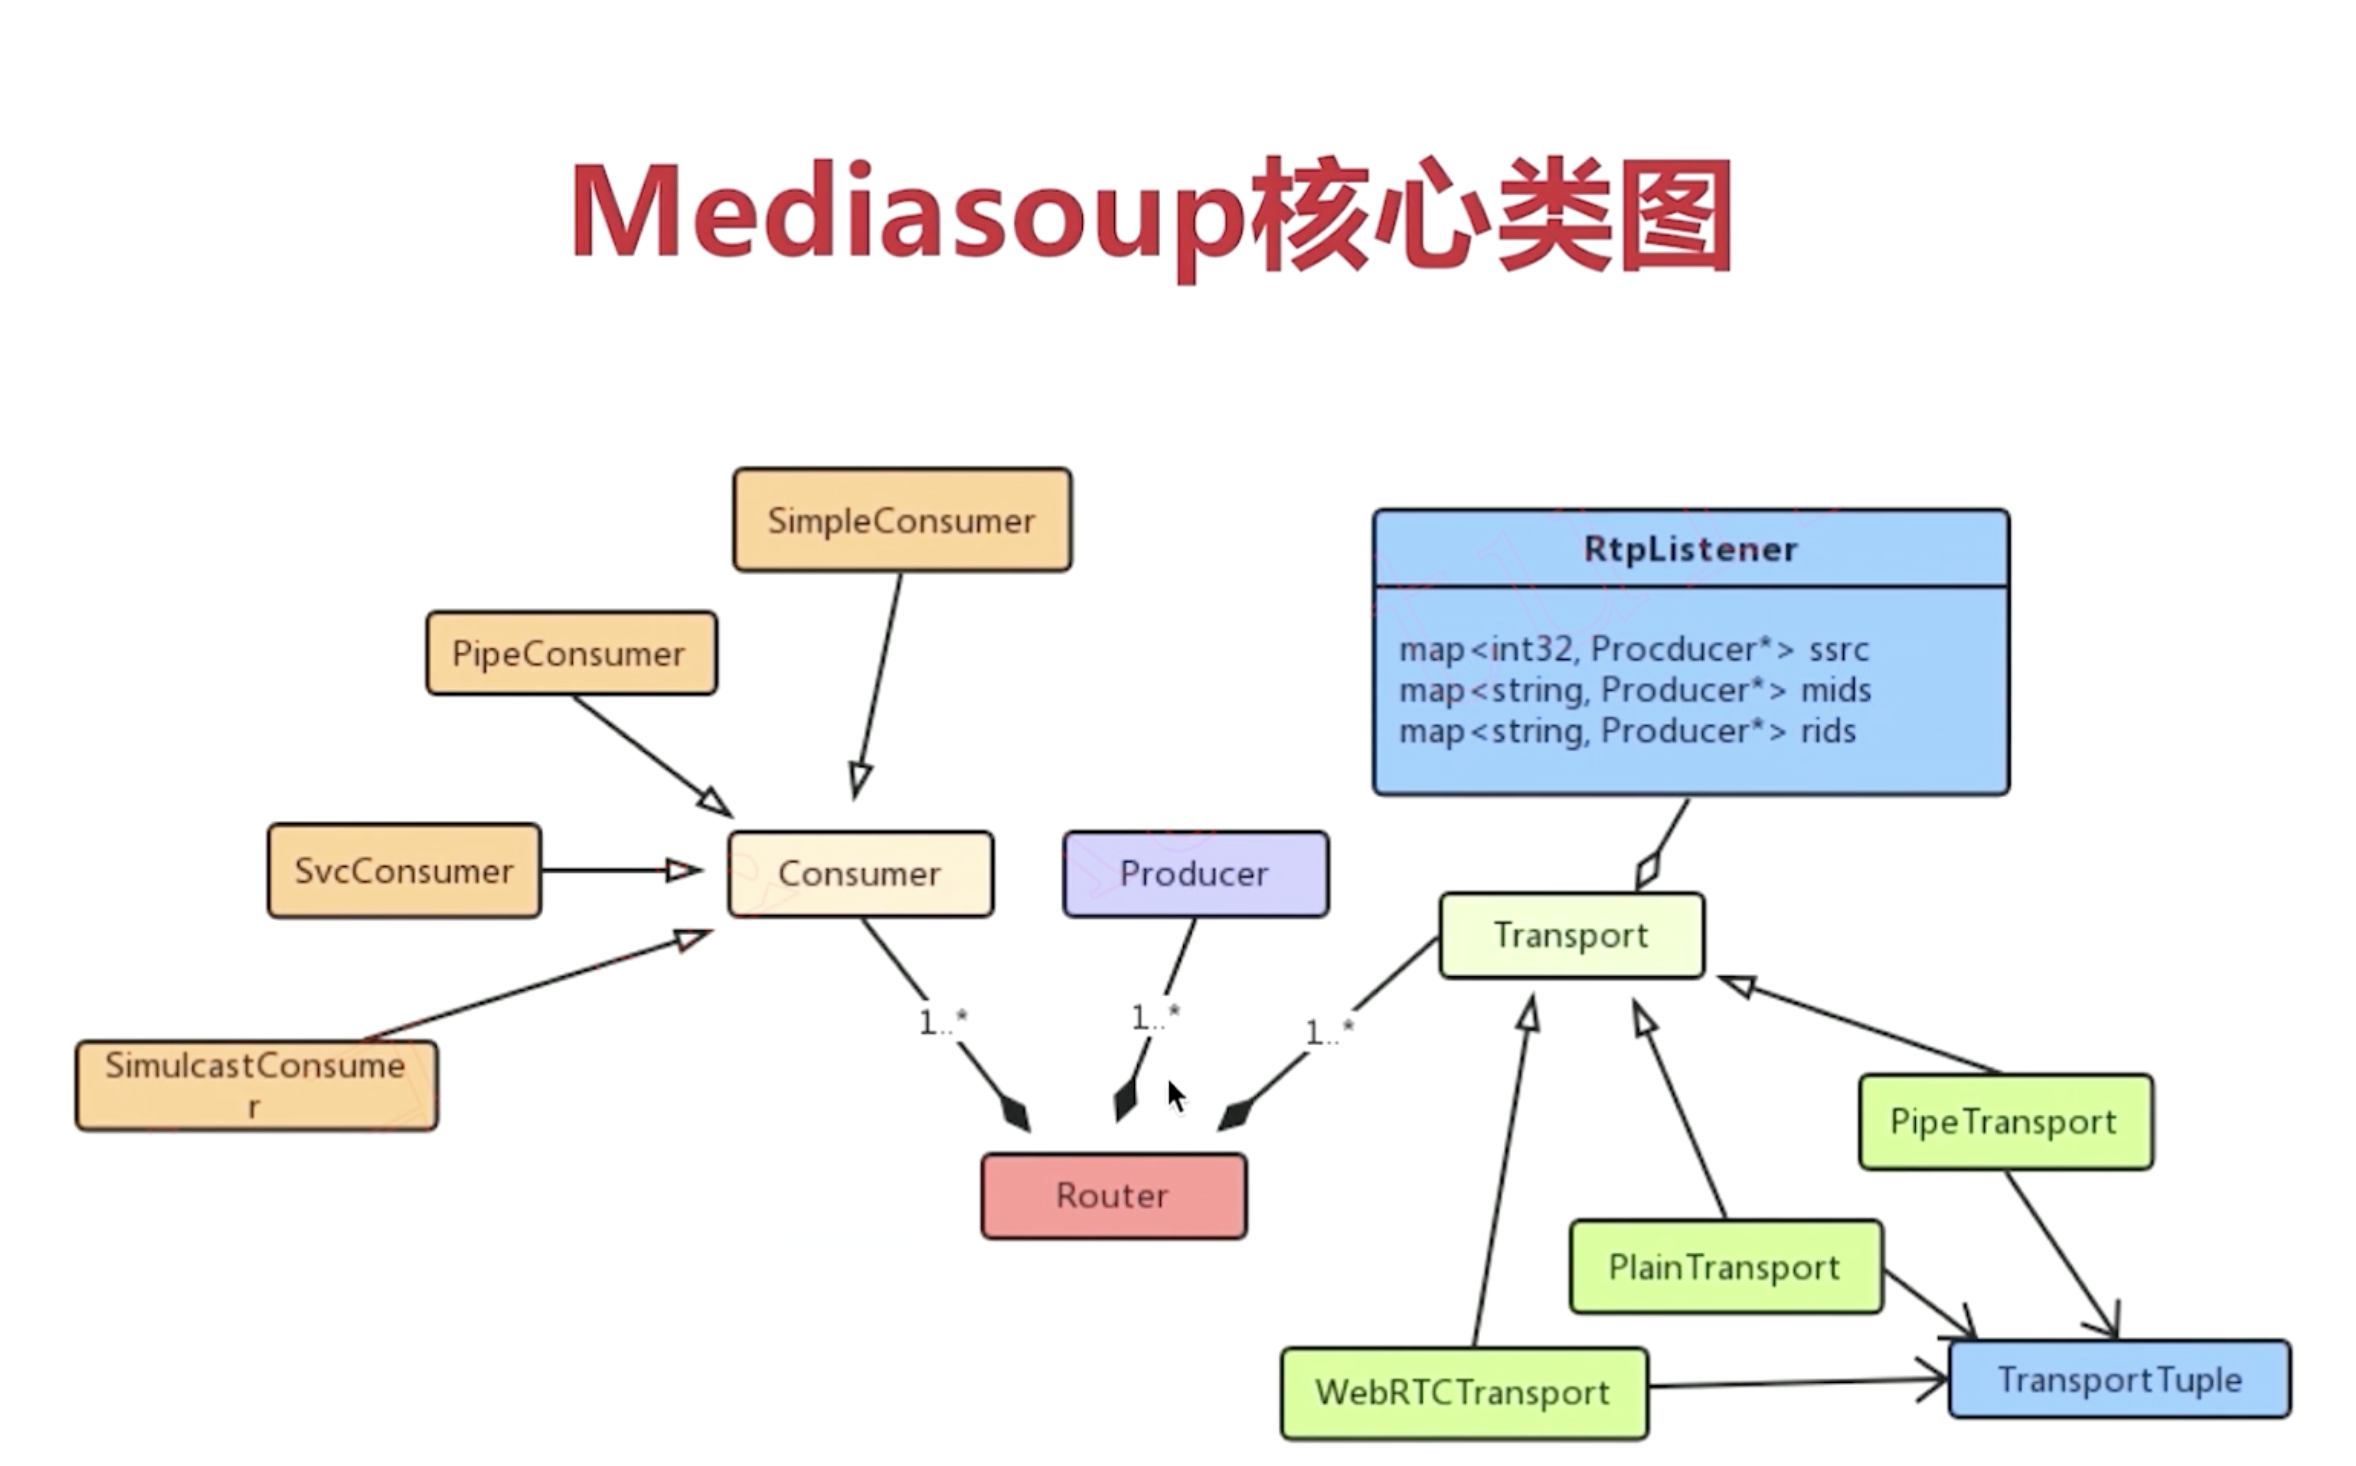 Mediasoup核心类图
SimpleConsumer
RtpListener
PipeConsumer
map<int32, Procducer*> ssrc
map<string, Producer*> mids
map<string, Producer*> rids
SvcConsumer
Consumer
Producer
Transport
1..*
1..*
1..*
SimulcastConsume
r
PipeTransport
Router
PlainTransport
WebRTCTransport
TransportTuple